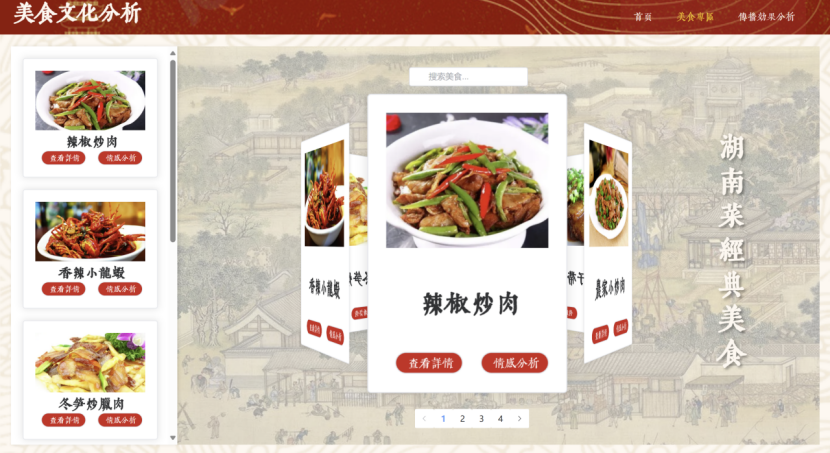 美食文化分析
首頁
美食專區
傳播効果分析
辣椒炒肉
查看詳情
情感分析
香辣小龍蝦
查看詳情
情感分析
冬筍炒臘肉
查看詳情
情感分析
搜索美食...
香辣小龍蝦
農家小炒肉
辣椒炒肉
查看詳情
情感分析
1
2
3
4
湖南菜經典美食